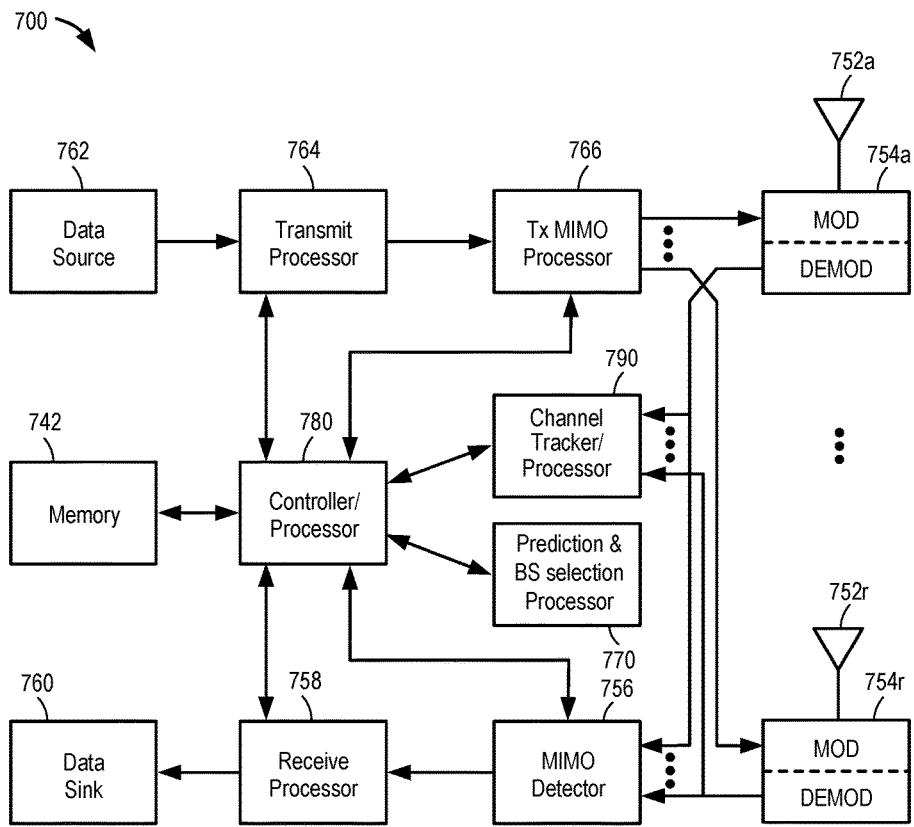 700
752a
762
764
766
754a
Data
Source
Transmit
Processor
Tx MIMO
Processor
MOD
DEMOD
790
742
780
Channel
Tracker/
Processor
Memory
Controller/
Processor
Prediction &
BS selection
Processor
752r
770
760
758
756
754r
Data
Sink
Receive
Processor
MIMO
Detector
MOD
DEMOD